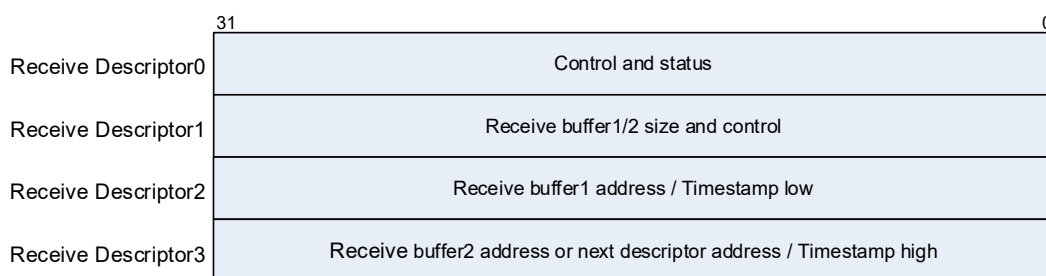 31 0
Receive Descriptor0 Control and status
Receive Descriptor1 Receive buffer1/2 size and control
Receive Descriptor2 Receive buffer1 address / Timestamp low
Receive Descriptor3 Receive buffer2 address or next descriptor address / Timestamp high